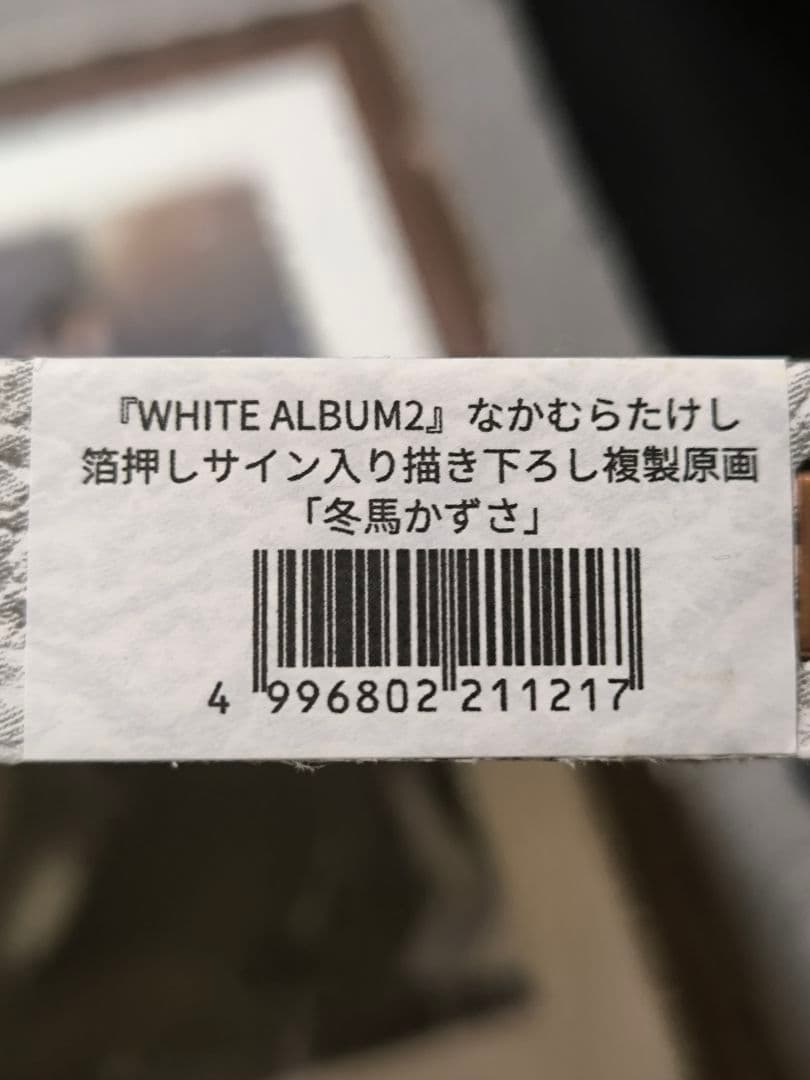 『WHITE ALBUM2』なかむらたけし
箔押しサイン入り描き下ろし複製原画
「冬馬かずさ」
4 996802 211217